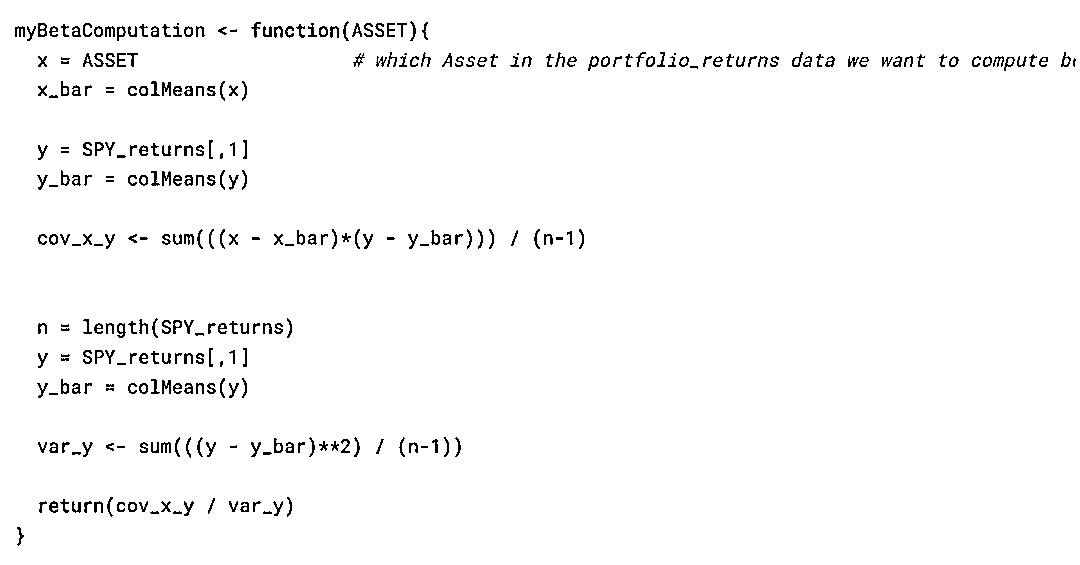 myBetaComputation <- function(ASSET){
x = ASSET # which Asset in the portfolio_returns data we want to compute
x_bar = colMeans(x)
y = SPY_returns[,1]
y_bar = colMeans(y)
cov_x_y <- sum(((x - x_bar)*(y - y_bar))) / (n-1)
n = length(SPY_returns)
y = SPY_returns[,1]
y_bar = colMeans(y)
var_y <- sum(((y - y_bar)**2) / (n-1))
return(cov_x_y / var_y)
}